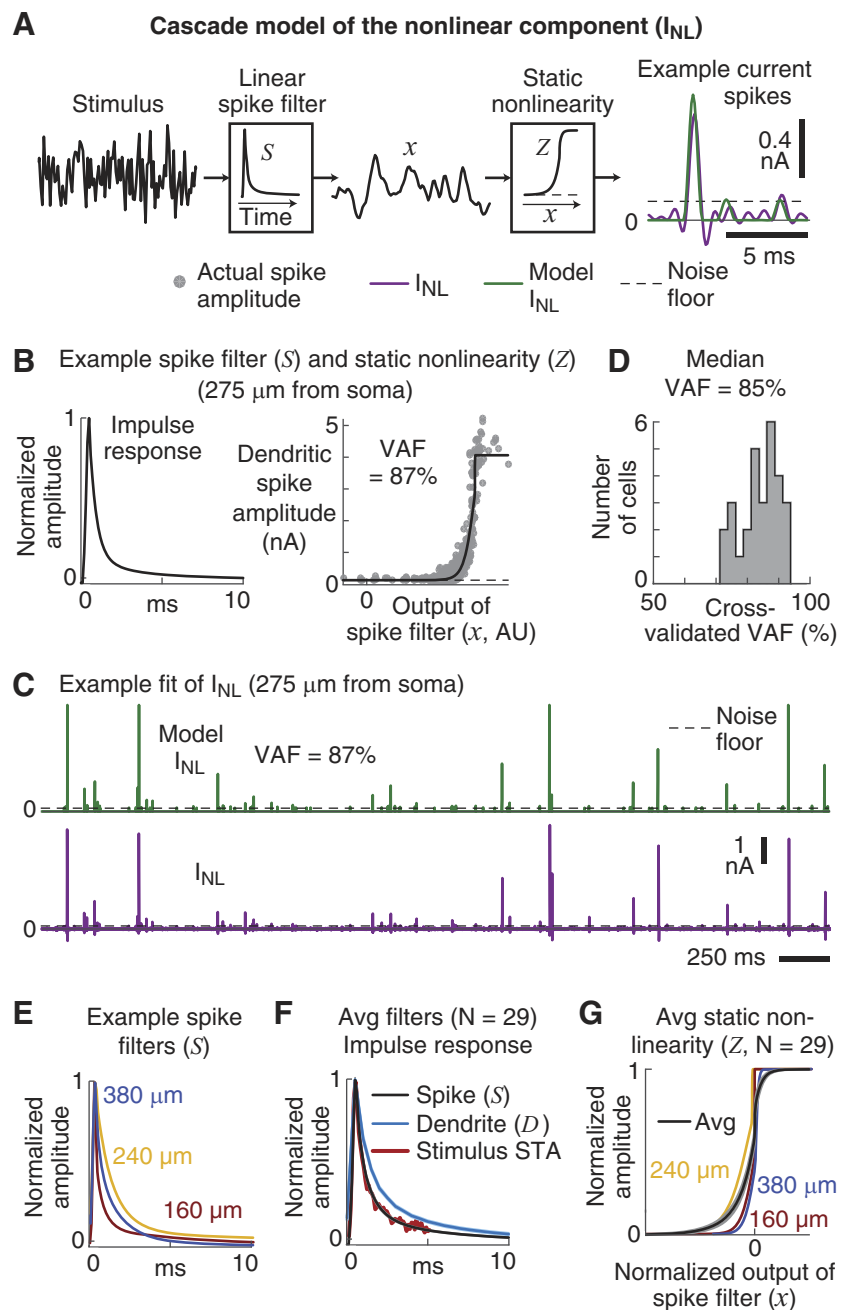 A
Cascade model of the nonlinear component (I_NL)
Stimulus
Linear
spike filter
S
Time
x
Static
nonlinearity
Z
x
Example current
spikes
0.4
nA
0
5 ms
Actual spike
amplitude
I_NL
Model
I_NL
Noise
floor
B
Example spike filter (S) and static nonlinearity (Z)
(275 µm from soma)
Normalized
amplitude
1
0
Impulse
response
0
10
ms
Dendritic
spike
amplitude
(nA)
5
0
VAF
= 87%
0
Output of
spike filter (x, AU)
D
Median
VAF = 85%
Number
of cells
6
0
50
100
Cross-
validated VAF (%)
C
Example fit of I_NL (275 µm from soma)
Model
I_NL
VAF = 87%
Noise
floor
0
I_NL
1
nA
0
250 ms
E
Example spike
filters (S)
Normalized
amplitude
1
0
380 µm
240 µm
160 µm
0
10
ms
F
Avg filters (N = 29)
Impulse response
Normalized
amplitude
1
0
Spike (S)
Dendrite (D)
Stimulus STA
0
10
ms
G
Avg static non-
linearity (Z, N = 29)
Normalized
amplitude
1
0
Avg
240 µm
380 µm
160 µm
0
Normalized output of
spike filter (x)